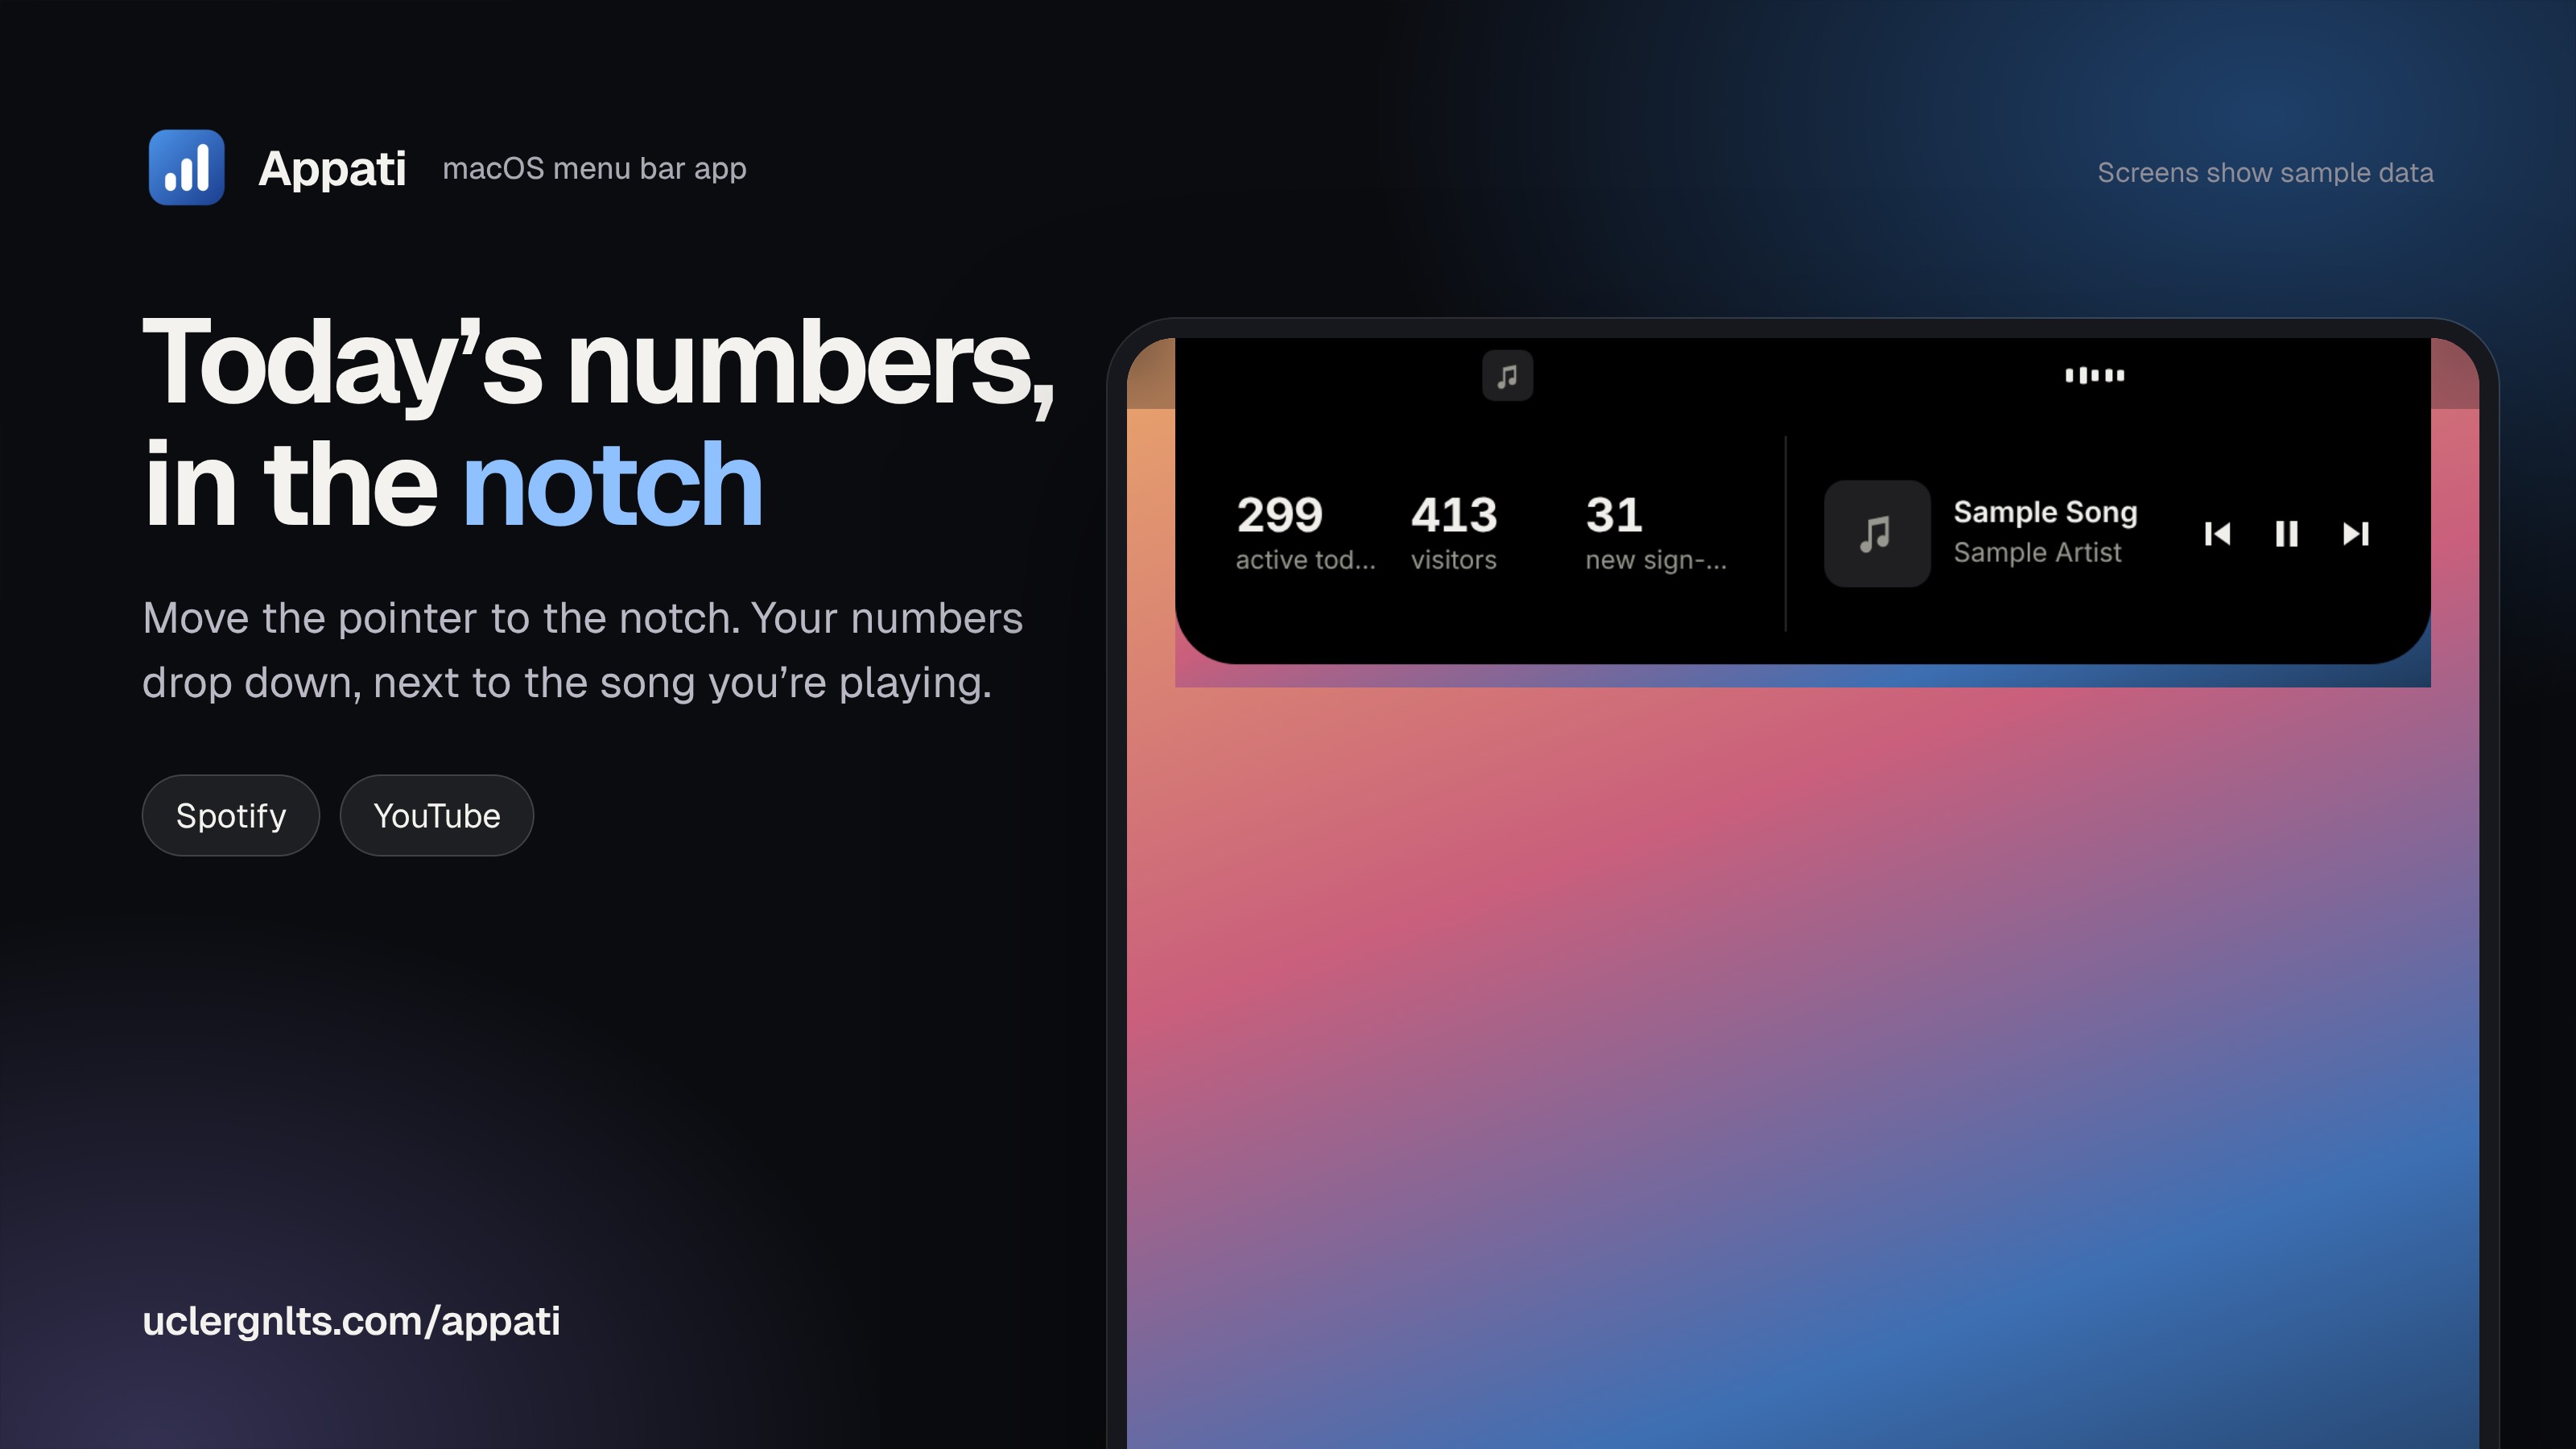 Appati
macOS menu bar app
Screens show sample data
Today’s numbers,
in the notch
Move the pointer to the notch. Your numbers
drop down, next to the song you’re playing.
Spotify
YouTube
uclergnlts.com/appati
299
active tod...
413
visitors
31
new sign-...
Sample Song
Sample Artist